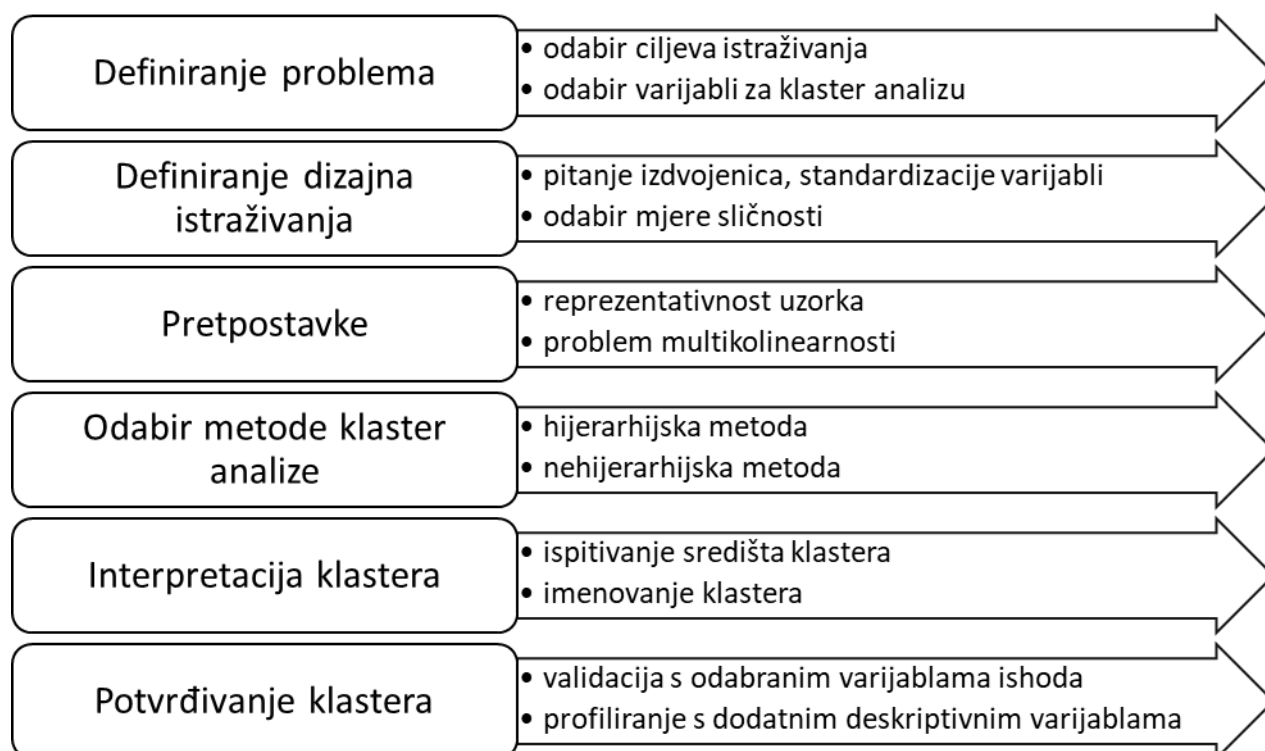 Definiranje problema
• odabir ciljeva istraživanja
• odabir varijabli za klaster analizu
Definiranje dizajna
istraživanja
• pitanje izdvojenica, standardizacije varijabli
• odabir mjere sličnosti
Pretpostavke
• reprezentativnost uzorka
• problem multikolinearnosti
Odabir metode klaster
analize
• hijerarhijska metoda
• nehijerarhijska metoda
Interpretacija klastera
• ispitivanje središta klastera
• imenovanje klastera
Potvrđivanje klastera
• validacija s odabranim varijablama ishoda
• profiliranje s dodatnim deskriptivnim varijablama